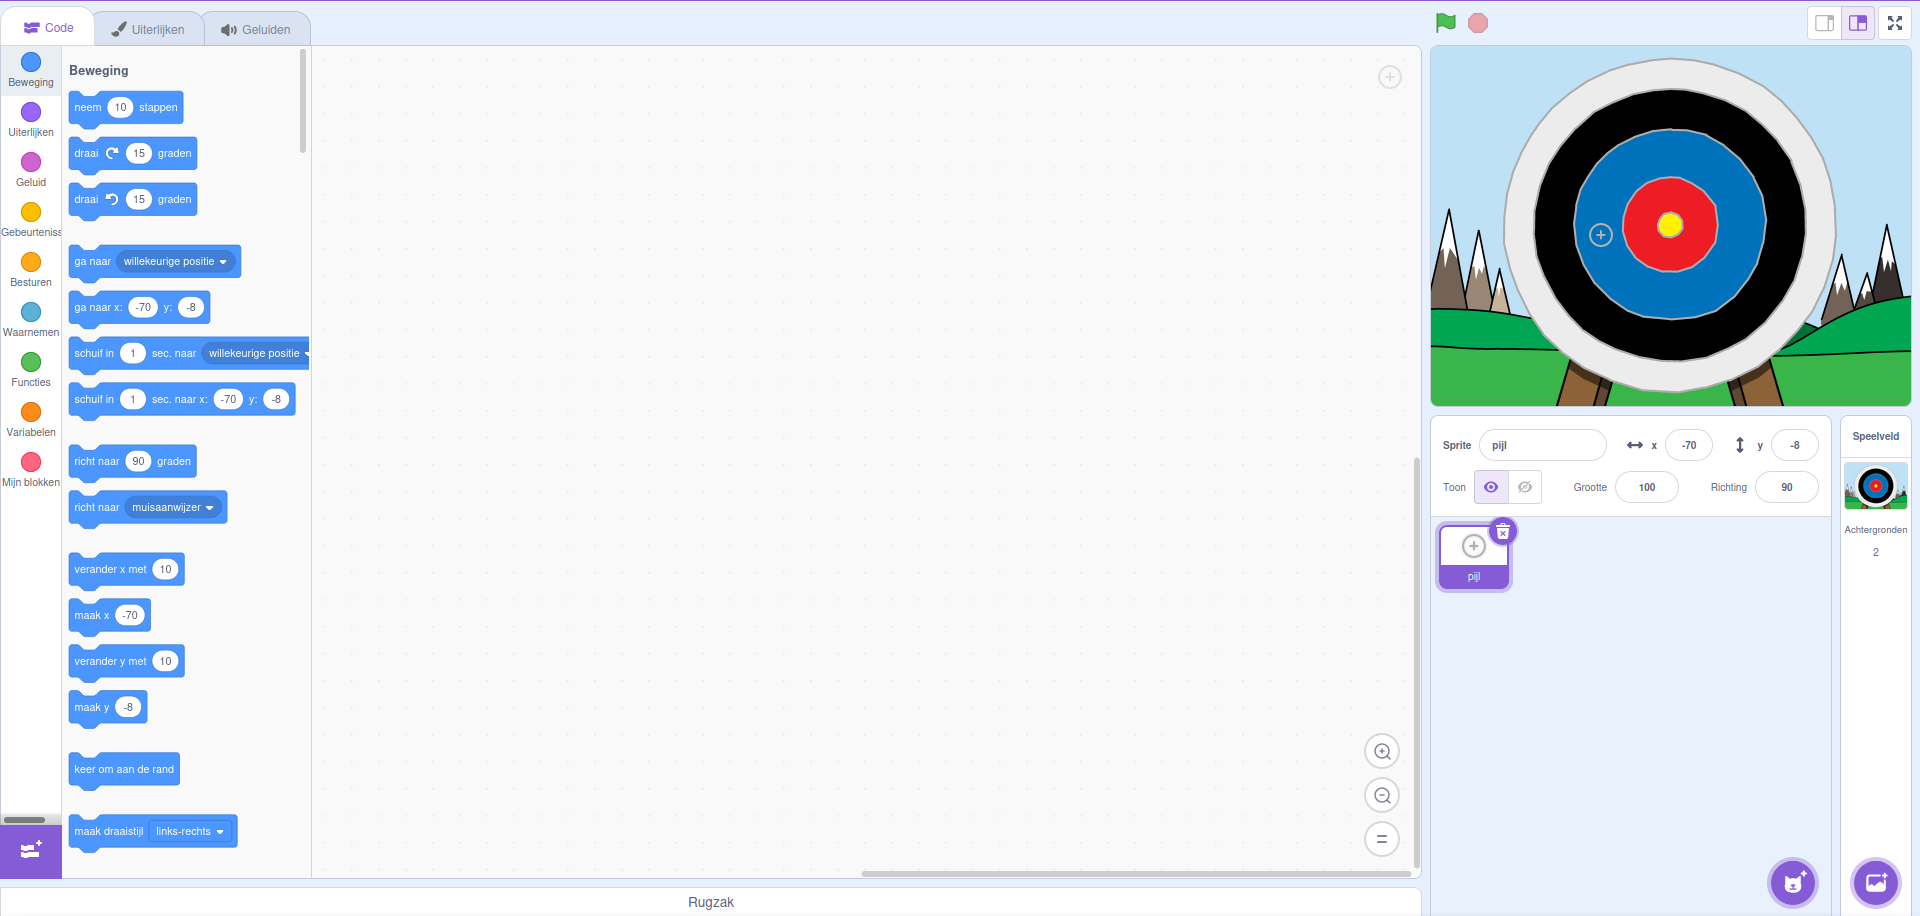 Code
Uiterlijken
Geluiden
Beweging
Uiterlijken
Geluid
Gebeurteniss
Besturen
Waarnemen
Functies
Variabelen
Mijn blokken
Beweging
neem 10 stappen
draai 15 graden
draai 15 graden
ga naar willekeurige positie
ga naar x: -70 y: -8
schuif in 1 sec. naar willekeurige positie
schuif in 1 sec. naar x: -70 y: -8
richt naar 90 graden
richt naar muisaanwijzer
verander x met 10
maak x -70
verander y met 10
maak y -8
keer om aan de rand
maak draaistijl links-rechts
Rugzak
Sprite pijl x -70 y -8
Toon Grootte 100 Richting 90
pijl
Speelveld
Achtergronden
2